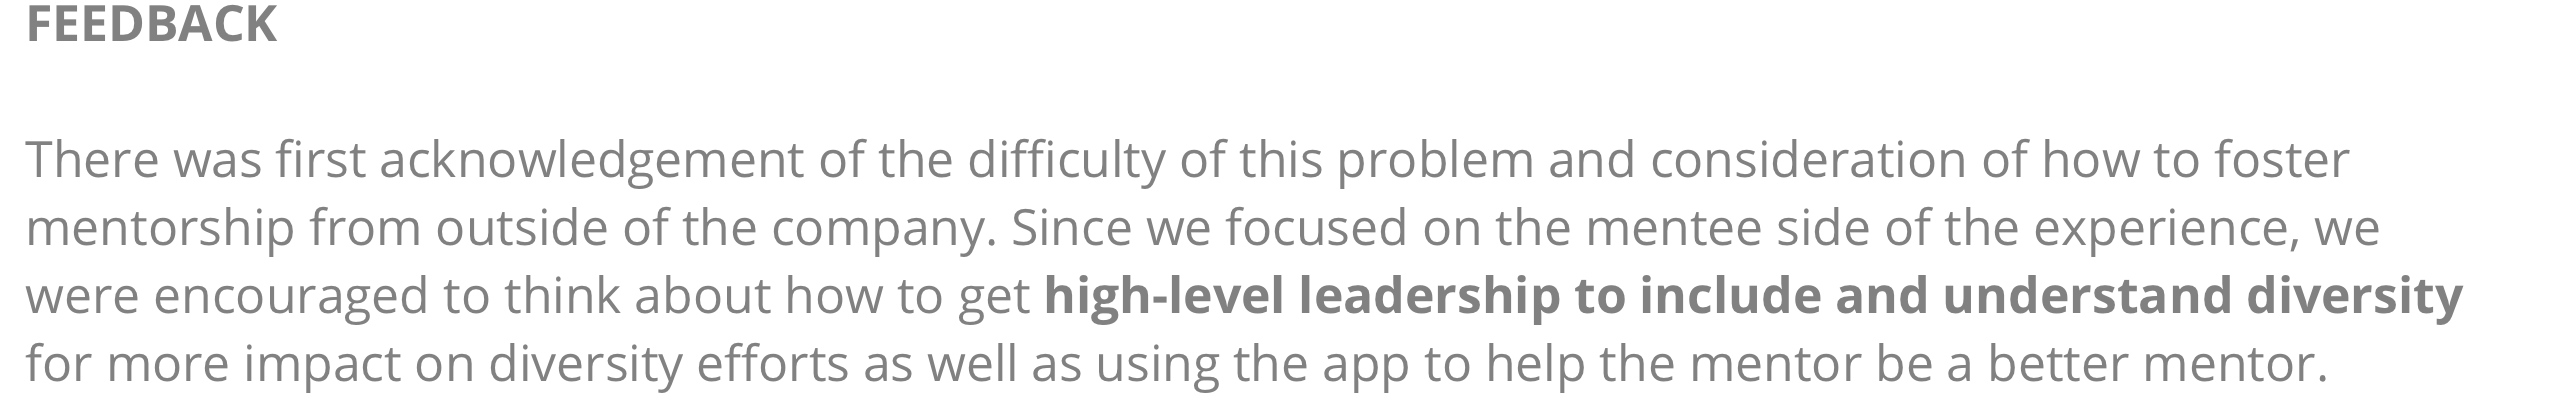 FEEDBACK
There was first acknowledgement of the difficulty of this problem and consideration of how to foster
mentorship from outside of the company. Since we focused on the mentee side of the experience, we
were encouraged to think about how to get high-level leadership to include and understand diversity
for more impact on diversity efforts as well as using the app to help the mentor be a better mentor.